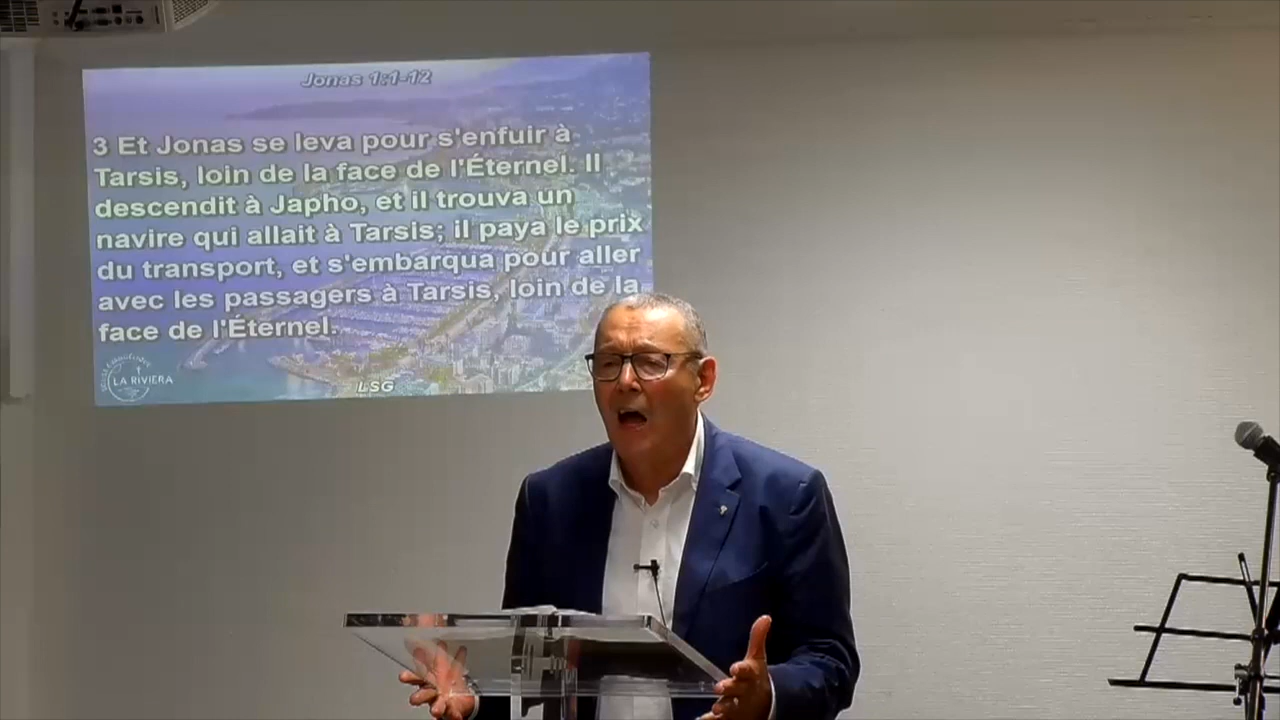 Jonas 1:1-12
3 Et Jonas se leva pour s'enfuir à
Tarsis, loin de la face de l'Éternel. Il
descendit à Japho, et il trouva un
navire qui allait à Tarsis; il paya le prix
du transport, et s'embarqua pour aller
avec les passagers à Tarsis, loin de la
face de l'Éternel.
LA RIVIERA
LSG